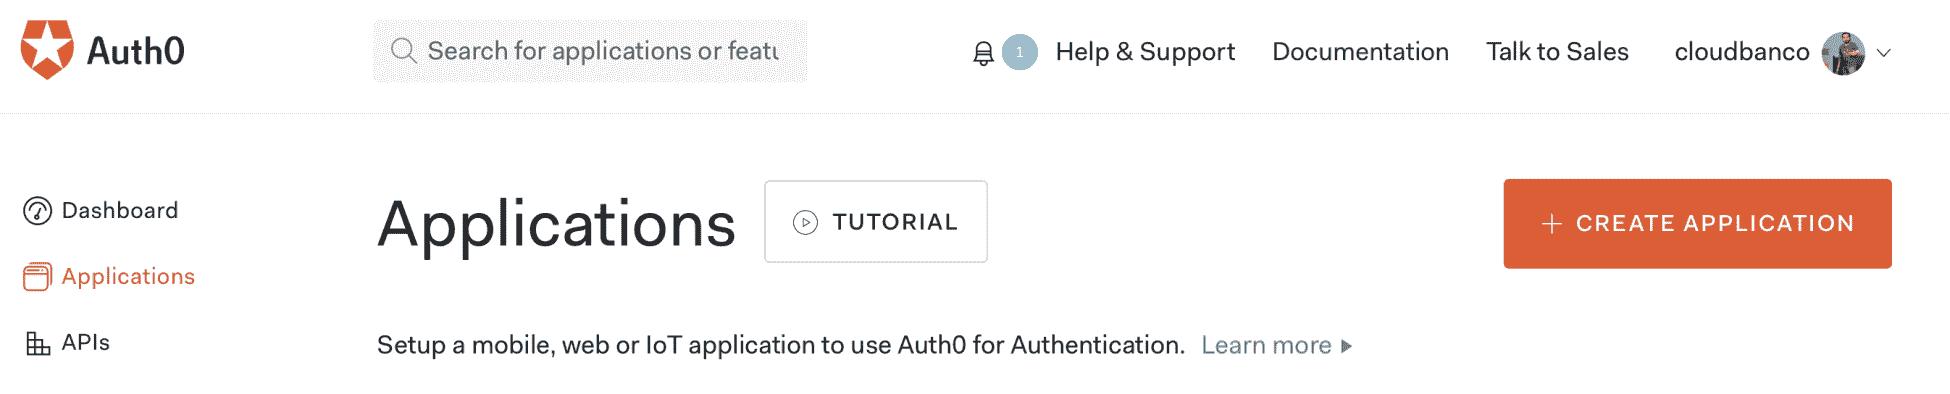 Auth0
Search for applications or featu
1
Help & Support
Documentation
Talk to Sales
cloudbanco
Dashboard
Applications
APIs
Applications
TUTORIAL
+ CREATE APPLICATION
Setup a mobile, web or IoT application to use Auth0 for Authentication. Learn more